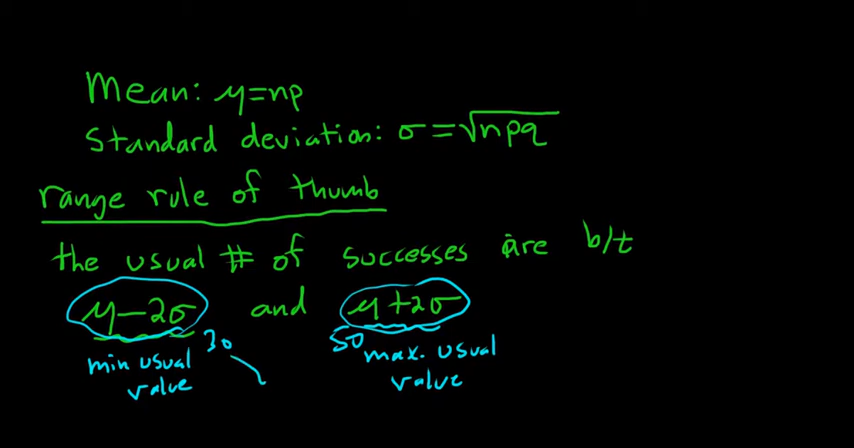 Mean: μ=np
Standard deviation: σ=√npq
range rule of thumb
the usual # of successes are b/t
μ-2σ and μ+2σ
30 50
min usual max. usual
value value